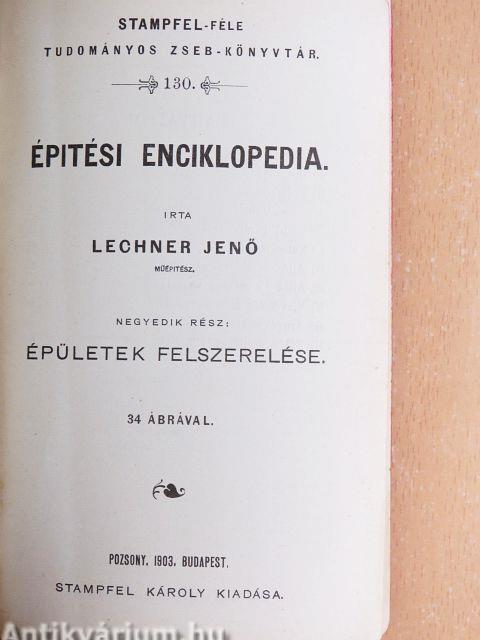 STAMPFEL-FÉLE
TUDOMÁNYOS ZSEB-KÖNYVTÁR.
130.
ÉPITÉSI ENCIKLOPEDIA.
IRTA
LECHNER JENŐ
MŰÉPITÉSZ.
NEGYEDIK RÉSZ:
ÉPÜLETEK FELSZERELÉSE.
34 ÁBRÁVAL.
POZSONY. 1903. BUDAPEST.
STAMPFEL KÁROLY KIADÁSA.
Antikvárium.hu